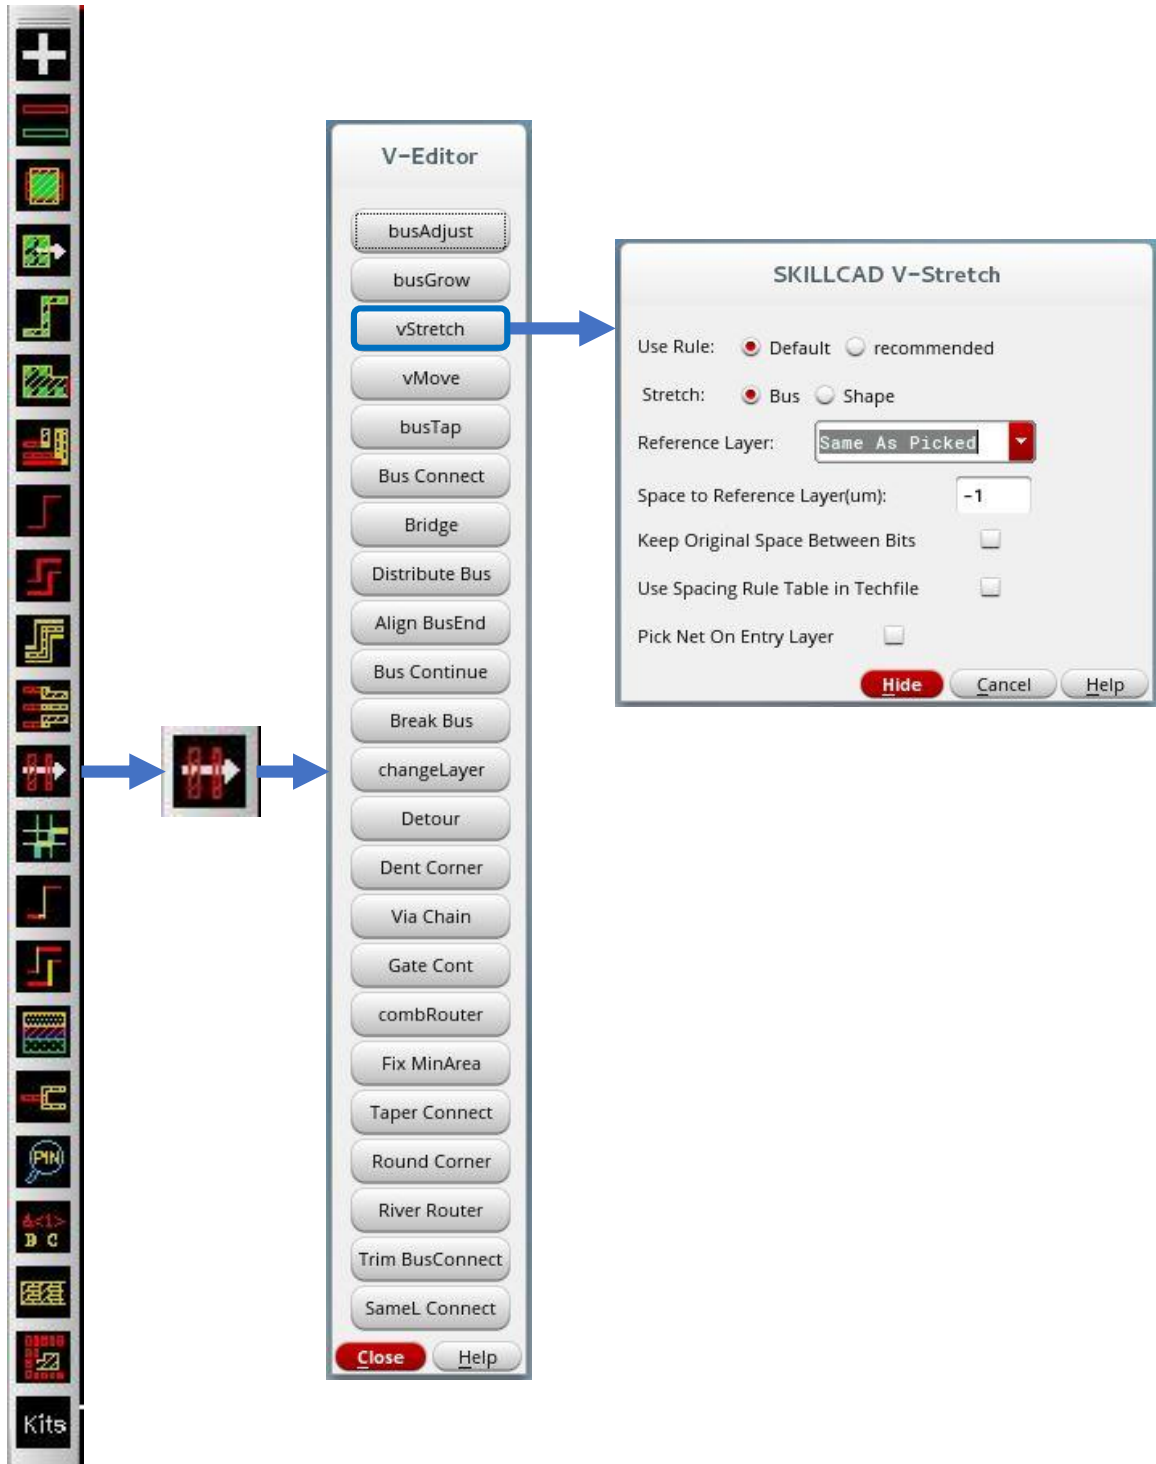 PIN
B C
Kits
V-Editor
busAdjust
busGrow
vStretch
vMove
busTap
Bus Connect
Bridge
Distribute Bus
Align BusEnd
Bus Continue
Break Bus
changeLayer
Detour
Dent Corner
Via Chain
Gate Cont
combRouter
Fix MinArea
Taper Connect
Round Corner
River Router
Trim BusConnect
SameL Connect
Close Help
SKILLCAD V-Stretch
Use Rule: Default recommended
Stretch: Bus Shape
Reference Layer: Same As Picked
Space to Reference Layer(um): -1
Keep Original Space Between Bits
Use Spacing Rule Table in Techfile
Pick Net On Entry Layer
Hide Cancel Help